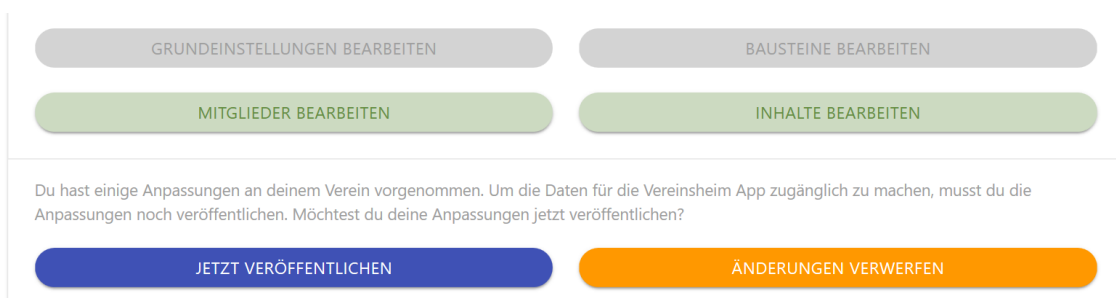 GRUNDEINSTELLUNGEN BEARBEITEN
BAUSTEINE BEARBEITEN
MITGLIEDER BEARBEITEN
INHALTE BEARBEITEN
Du hast einige Anpassungen an deinem Verein vorgenommen. Um die Daten für die Vereinsheim App zugänglich zu machen, musst du die
Anpassungen noch veröffentlichen. Möchtest du deine Anpassungen jetzt veröffentlichen?
JETZT VERÖFFENTLICHEN
ÄNDERUNGEN VERWERFEN